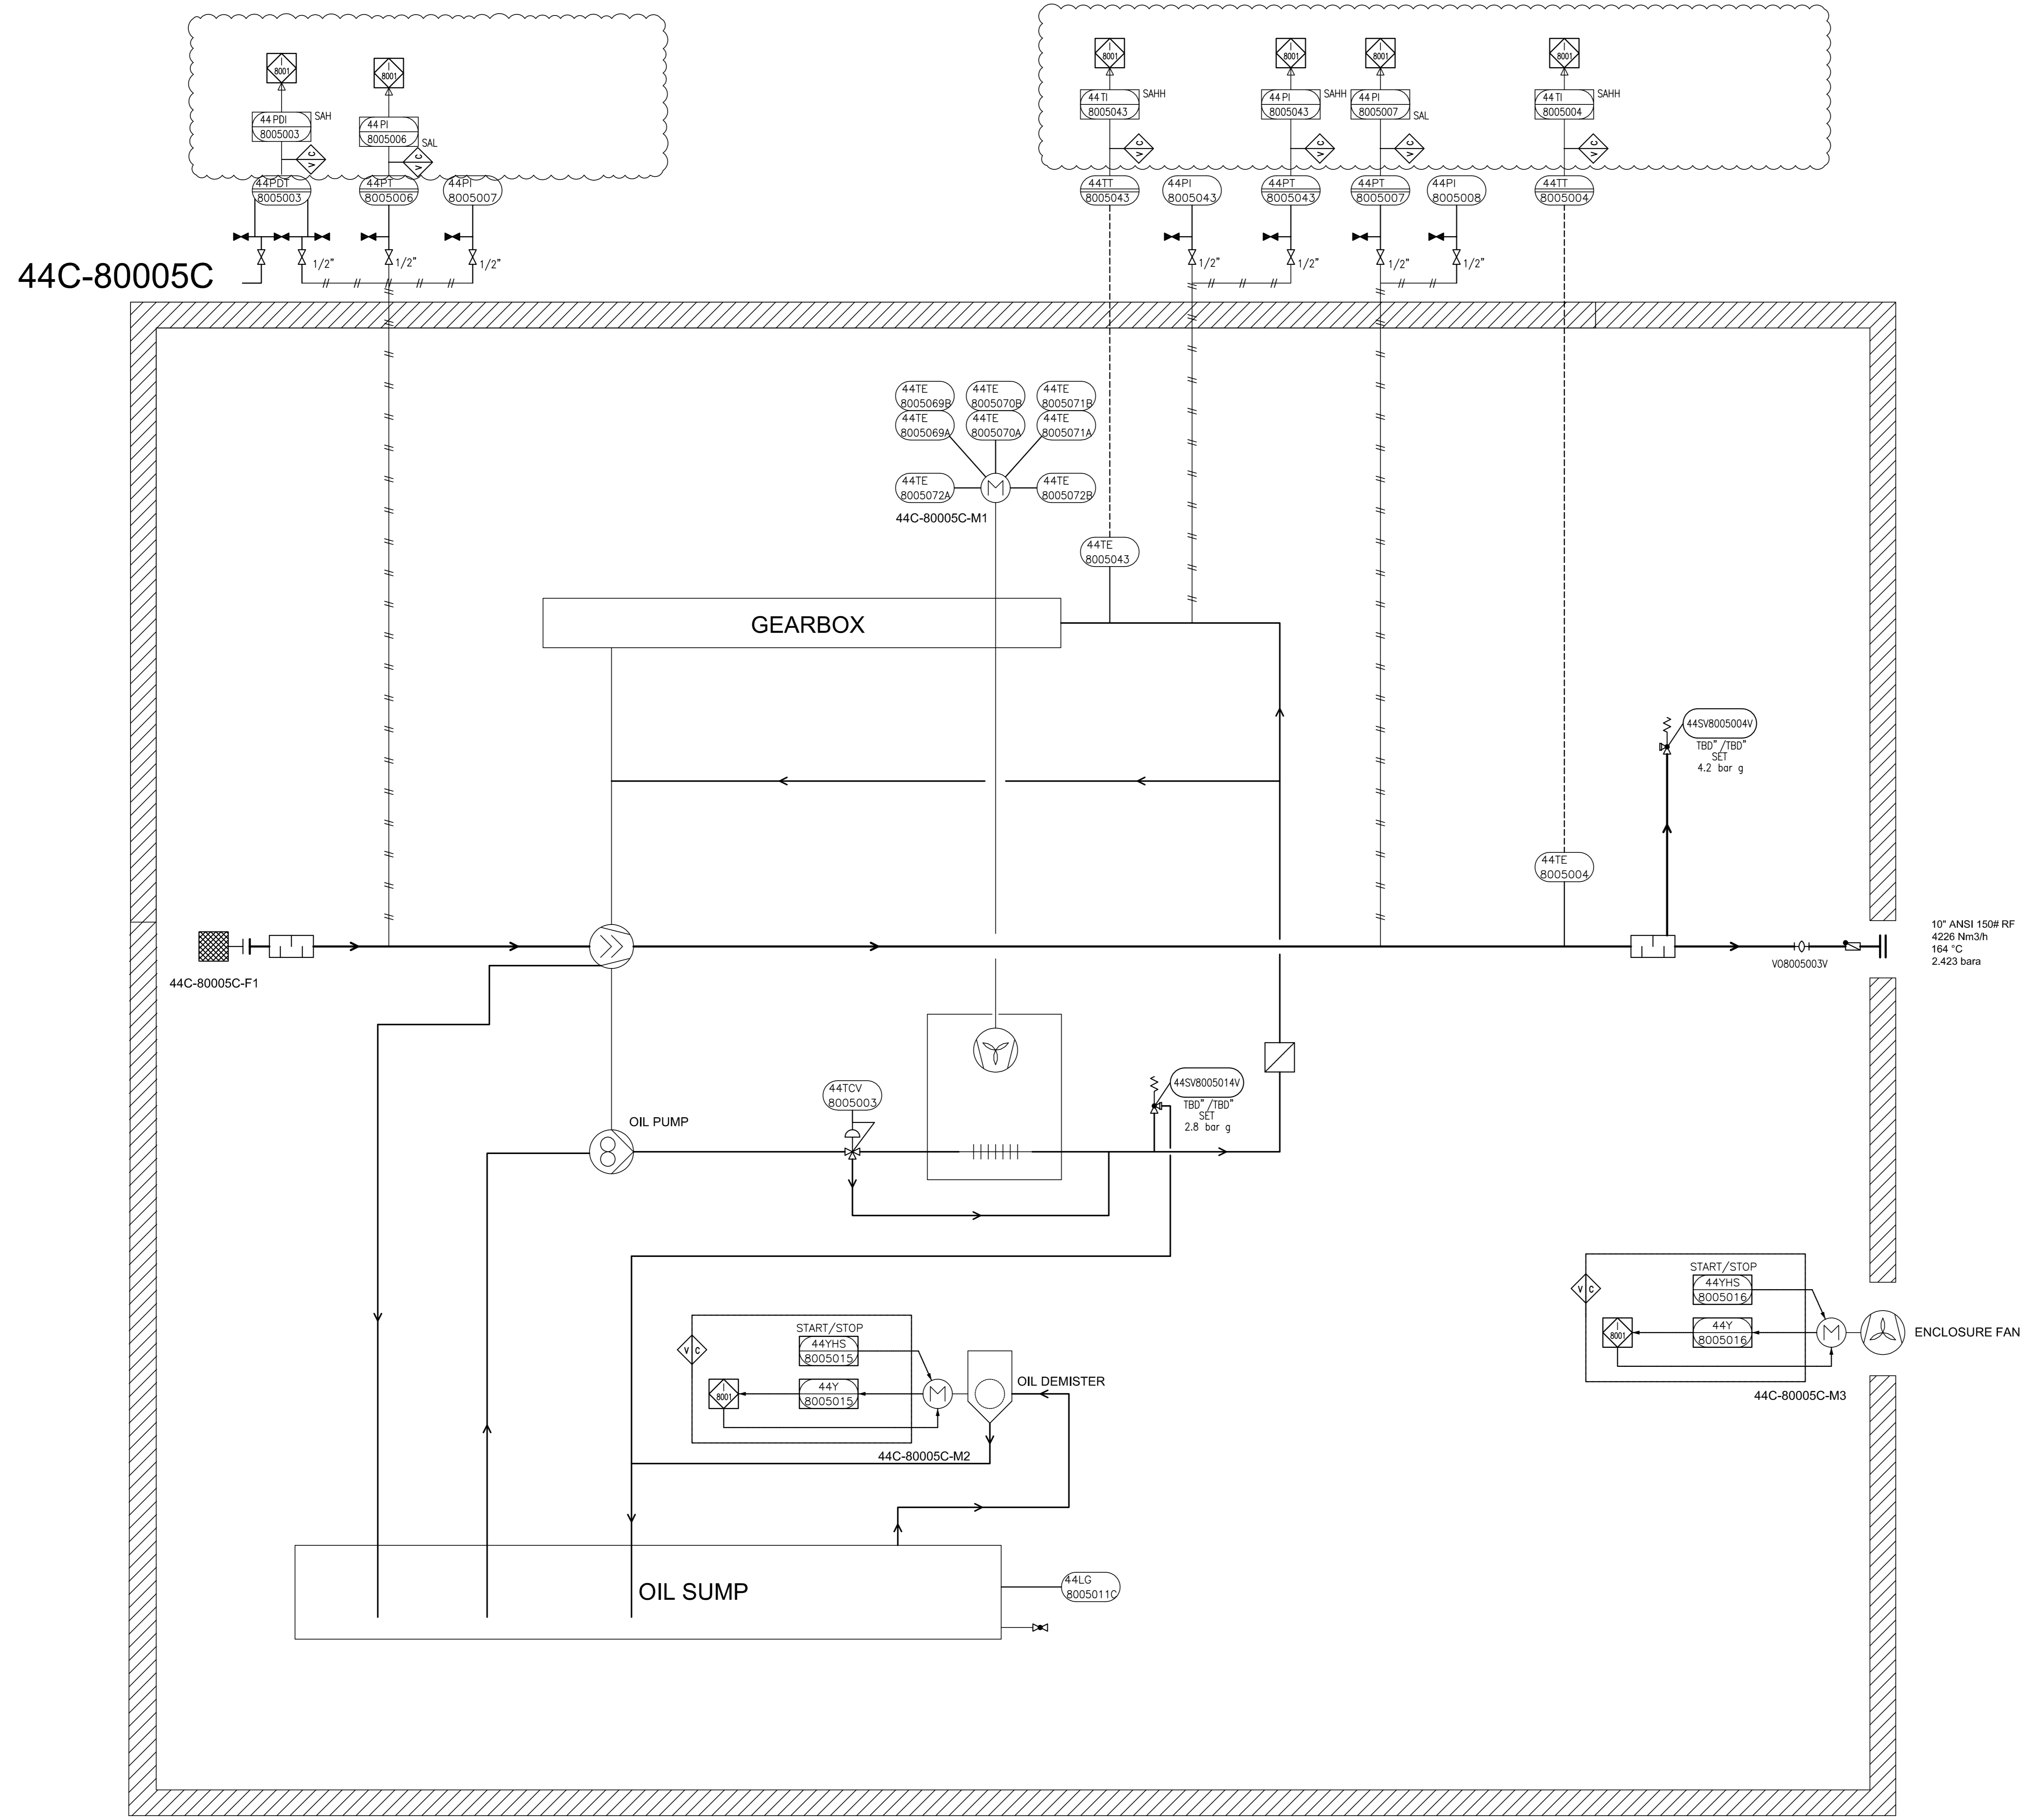 I
8001
I
8001
I
8001
I
8001
I
8001
I
8001
44 PDI
8005003
SAH
44 PI
8005006
SAL
44 TI
8005043
SAHH
44 PI
8005043
SAHH
44 PI
8005007
SAL
44 TI
8005004
SAHH
V C
V C
V C
V C
V C
V C
44PDT
8005003
44PT
8005006
44PI
8005007
44TT
8005043
44PI
8005043
44PT
8005043
44PT
8005007
44PI
8005008
44TT
8005004
44C-80005C
1/2"
1/2"
1/2"
1/2"
1/2"
1/2"
1/2"
44TE
8005069B
44TE
8005070B
44TE
8005071B
44TE
8005069A
44TE
8005070A
44TE
8005071A
44TE
8005072A
M
44TE
8005072B
44C-80005C-M1
44TE
8005043
GEARBOX
44SV8005004V
TBD"/TBD"
SET
4.2 bar g
44TE
8005004
44C-80005C-F1
VO8005003V
10" ANSI 150# RF
4226 Nm3/h
164 °C
2.423 bara
44TCV
8005003
OIL PUMP
44SV8005014V
TBD"/TBD"
SET
2.8 bar g
START/STOP
44YHS
8005016
V C
I
8001
44Y
8005016
M
ENCLOSURE FAN
44C-80005C-M3
START/STOP
44YHS
8005015
V C
I
8001
44Y
8005015
M
OIL DEMISTER
44C-80005C-M2
OIL SUMP
44LG
8005011C